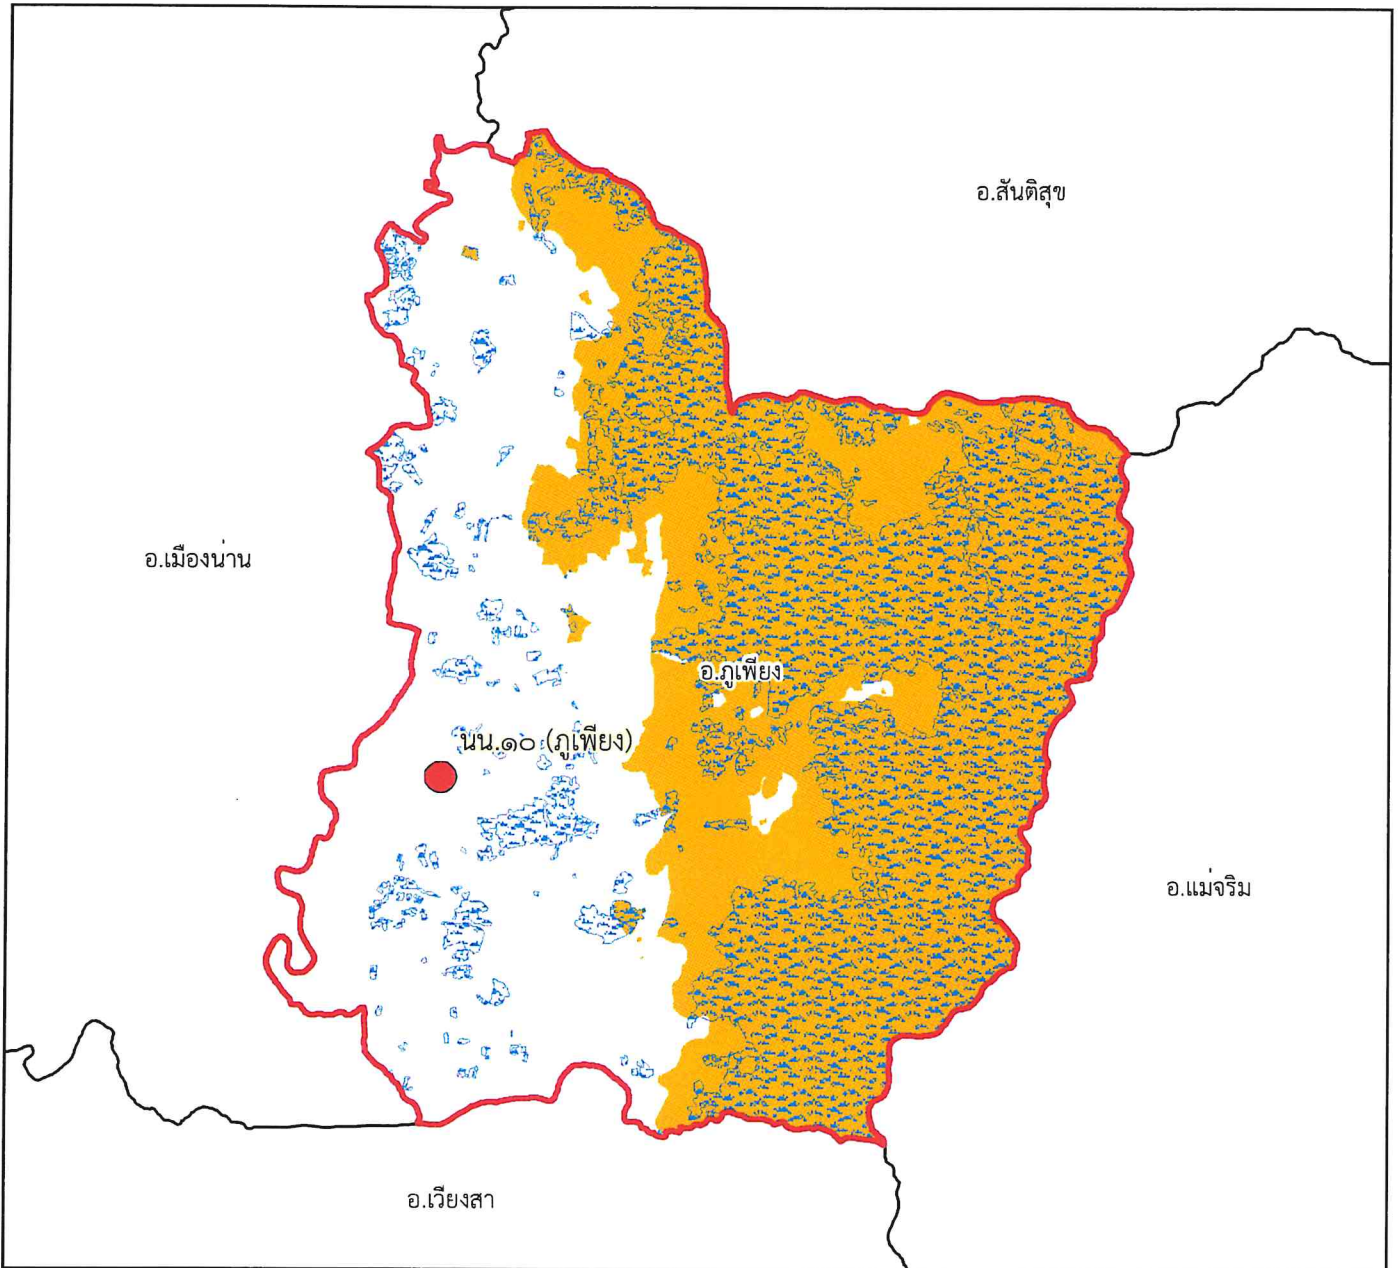 อ.สันติสุข
อ.เมืองน่าน
อ.ภูเพียง
นน.๑๐ (ภูเพียง)
อ.แม่จริม
อ.เวียงสา